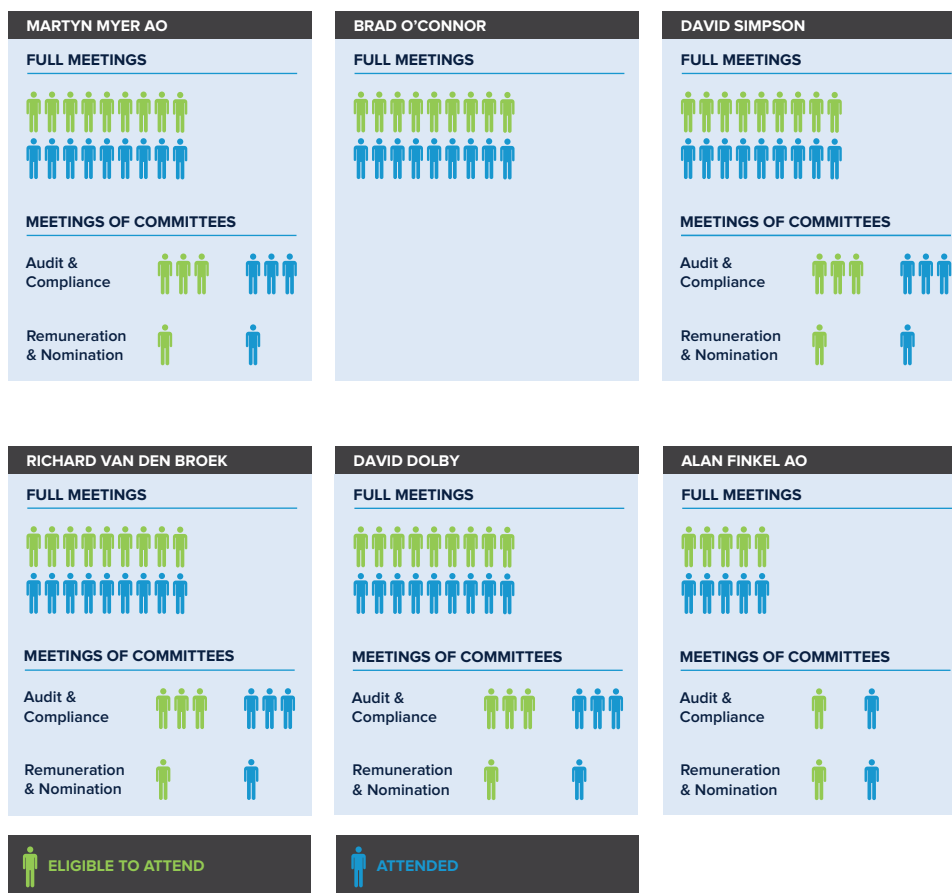 MARTYN MYER AO
FULL MEETINGS
MEETINGS OF COMMITTEES
Audit &
Compliance
Remuneration
& Nomination
BRAD O'CONNOR
FULL MEETINGS
DAVID SIMPSON
FULL MEETINGS
MEETINGS OF COMMITTEES
Audit &
Compliance
Remuneration
& Nomination
RICHARD VAN DEN BROEK
FULL MEETINGS
MEETINGS OF COMMITTEES
Audit &
Compliance
Remuneration
& Nomination
DAVID DOLBY
FULL MEETINGS
MEETINGS OF COMMITTEES
Audit &
Compliance
Remuneration
& Nomination
ALAN FINKEL AO
FULL MEETINGS
MEETINGS OF COMMITTEES
Audit &
Compliance
Remuneration
& Nomination
ELIGIBLE TO ATTEND
ATTENDED